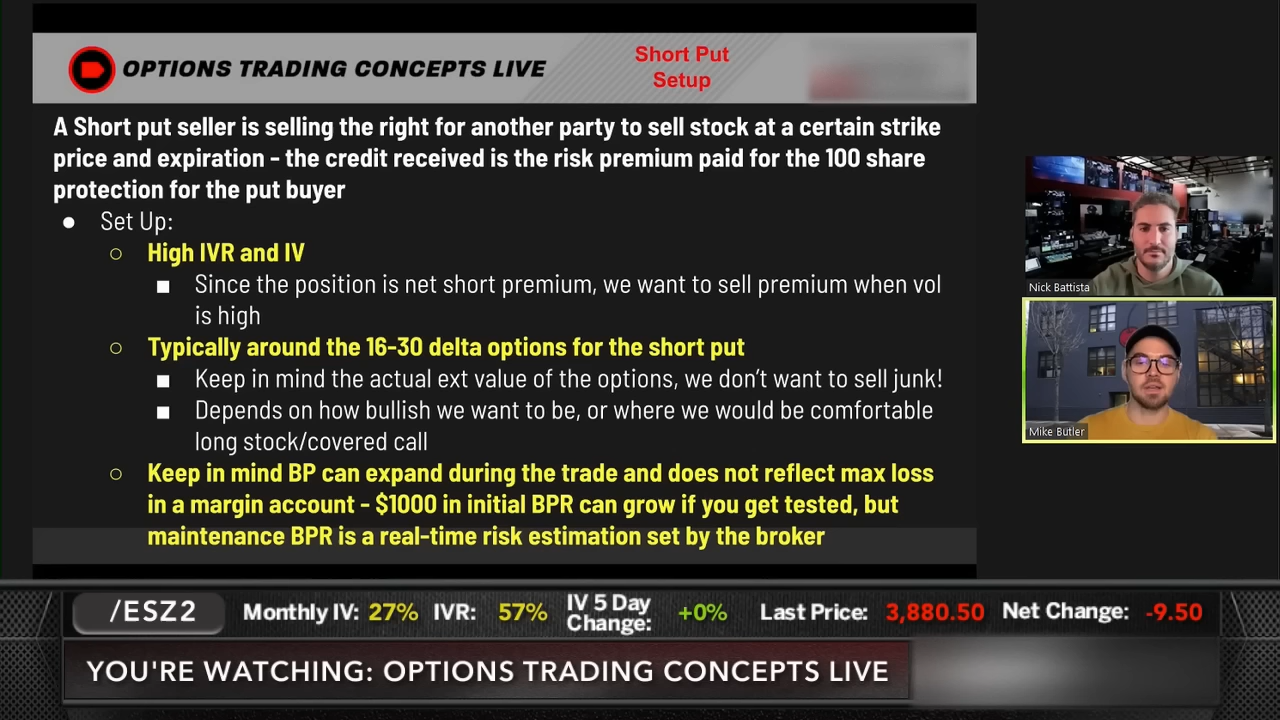 OPTIONS TRADING CONCEPTS LIVE
Short Put
Setup
A Short put seller is selling the right for another party to sell stock at a certain strike
price and expiration - the credit received is the risk premium paid for the 100 share
protection for the put buyer
● Set Up:
○ High IVR and IV
■ Since the position is net short premium, we want to sell premium when vol
is high
○ Typically around the 16-30 delta options for the short put
■ Keep in mind the actual ext value of the options, we don’t want to sell junk!
■ Depends on how bullish we want to be, or where we would be comfortable
long stock/covered call
○ Keep in mind BP can expand during the trade and does not reflect max loss
in a margin account - $1000 in initial BPR can grow if you get tested, but
maintenance BPR is a real-time risk estimation set by the broker
Nick Battista
Mike Butler
/ESZ2 Monthly IV: 27% IVR: 57% IV 5 Day Change: +0% Last Price: 3,880.50 Net Change: -9.50
YOU'RE WATCHING: OPTIONS TRADING CONCEPTS LIVE